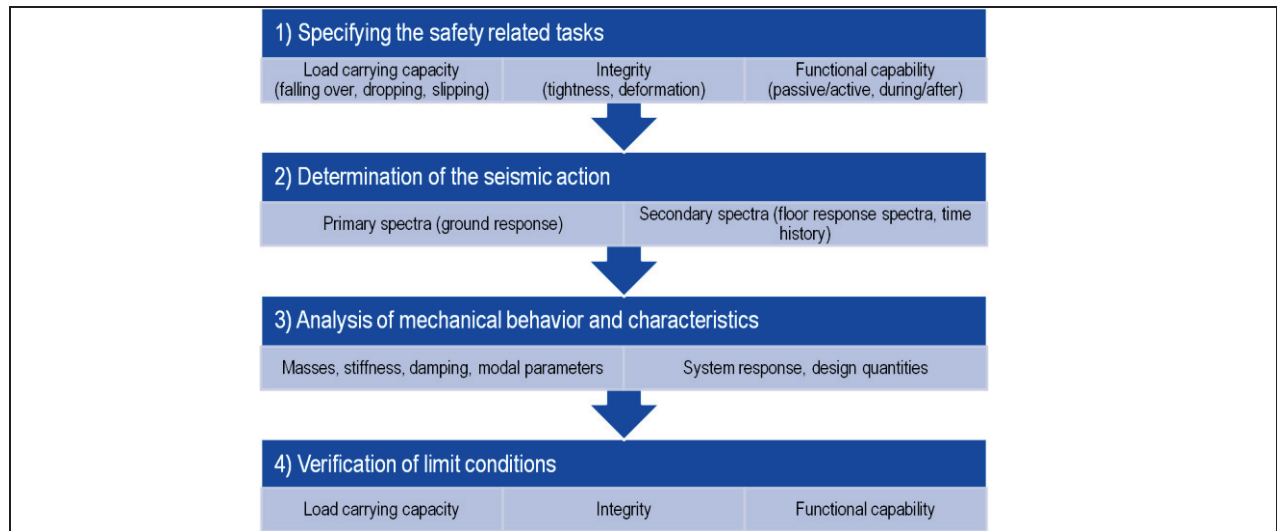 1) Specifying the safety related tasks
Load carrying capacity
(falling over, dropping, slipping)
Integrity
(tightness, deformation)
Functional capability
(passive/active, during/after)
2) Determination of the seismic action
Primary spectra (ground response)
Secondary spectra (floor response spectra, time
history)
3) Analysis of mechanical behavior and characteristics
Masses, stiffness, damping, modal parameters
System response, design quantities
4) Verification of limit conditions
Load carrying capacity
Integrity
Functional capability